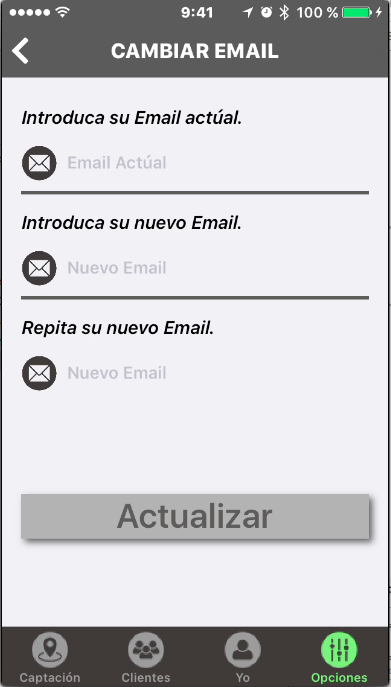 9:41 100 %
CAMBIAR EMAIL
Introduca su Email actúal.
Email Actúal
Introduca su nuevo Email.
Nuevo Email
Repita su nuevo Email.
Nuevo Email
Actualizar
Captación Clientes Yo Opciones